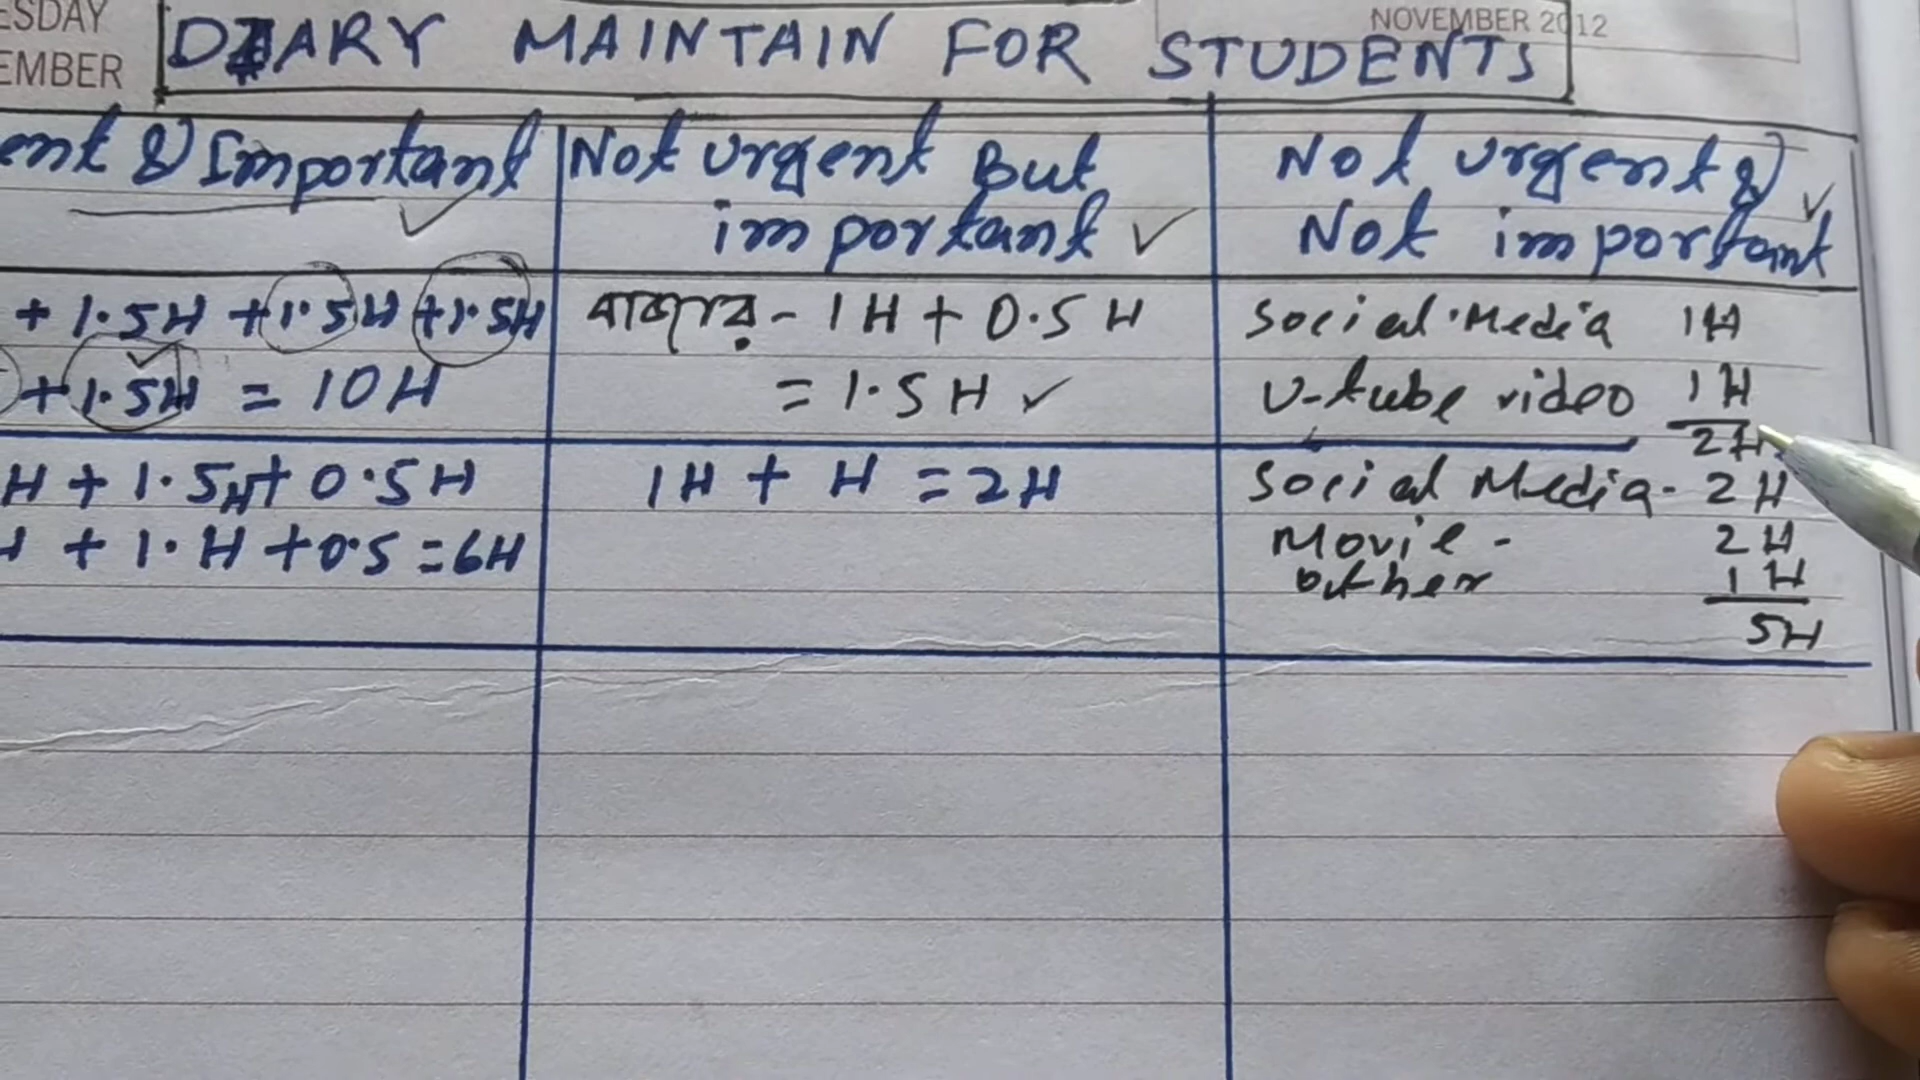 ESDAY
EMBER
NOVEMBER 2012
DIARY MAINTAIN FOR STUDENTS
ent & Important
Not urgent But
important
Not urgent &
Not important
+ 1.5H + 1.5H + 1.5H
+ 1.5H = 10H
বাজার - 1H + 0.5H
= 1.5H
Social Media 1H
U-tube video 1H
2H
H + 1.5H + 0.5H
+ 1.H + 0.5 = 6H
1H + H = 2H
Social Media - 2H
Movie - 2H
other 1H
5H